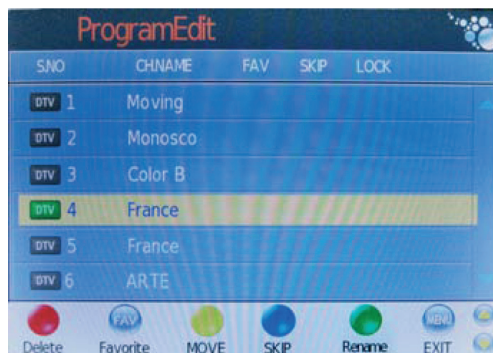 ProgramEdit
S.NO CH.NAME FAV SKIP LOCK
DTV 1 Moving
DTV 2 Monosco
DTV 3 Color B
DTV 4 France
DTV 5 France
DTV 6 ARTE
FAV MENU
Delete Favorite MOVE SKIP Rename EXIT